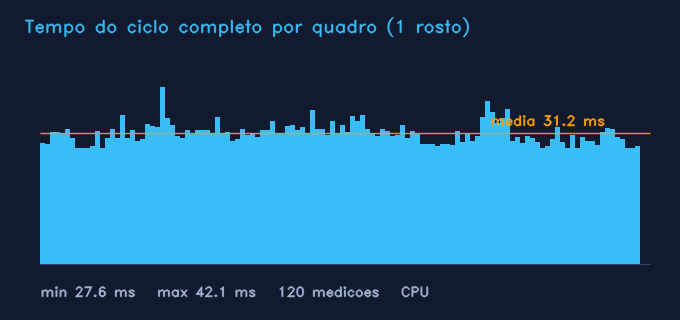 Tempo do ciclo completo por quadro (1 rosto)
media 31.2 ms
min 27.6 ms max 42.1 ms 120 medicoes CPU